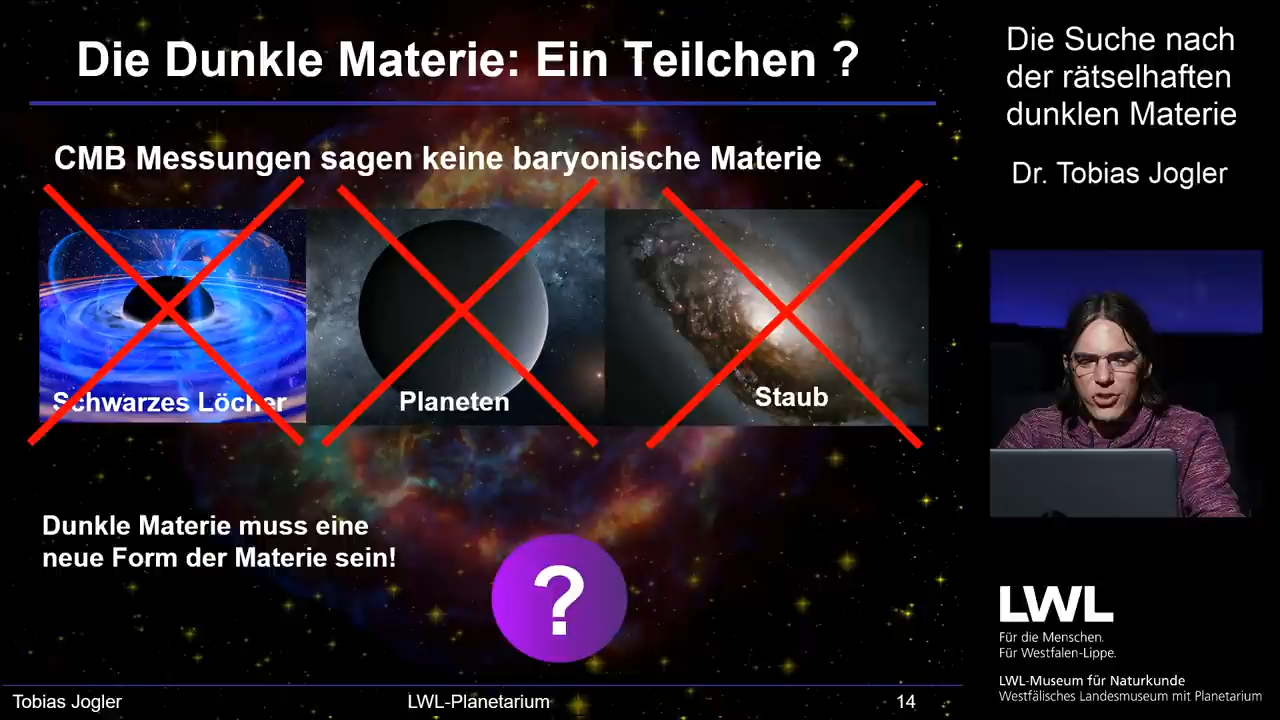 Die Dunkle Materie: Ein Teilchen ?
CMB Messungen sagen keine baryonische Materie
Schwarzes Löcher
Planeten
Staub
Dunkle Materie muss eine
neue Form der Materie sein!
?
Tobias Jogler
LWL-Planetarium
14
Die Suche nach
der rätselhaften
dunklen Materie
Dr. Tobias Jogler
LWL
Für die Menschen.
Für Westfalen-Lippe.
LWL-Museum für Naturkunde
Westfälisches Landesmuseum mit Planetarium